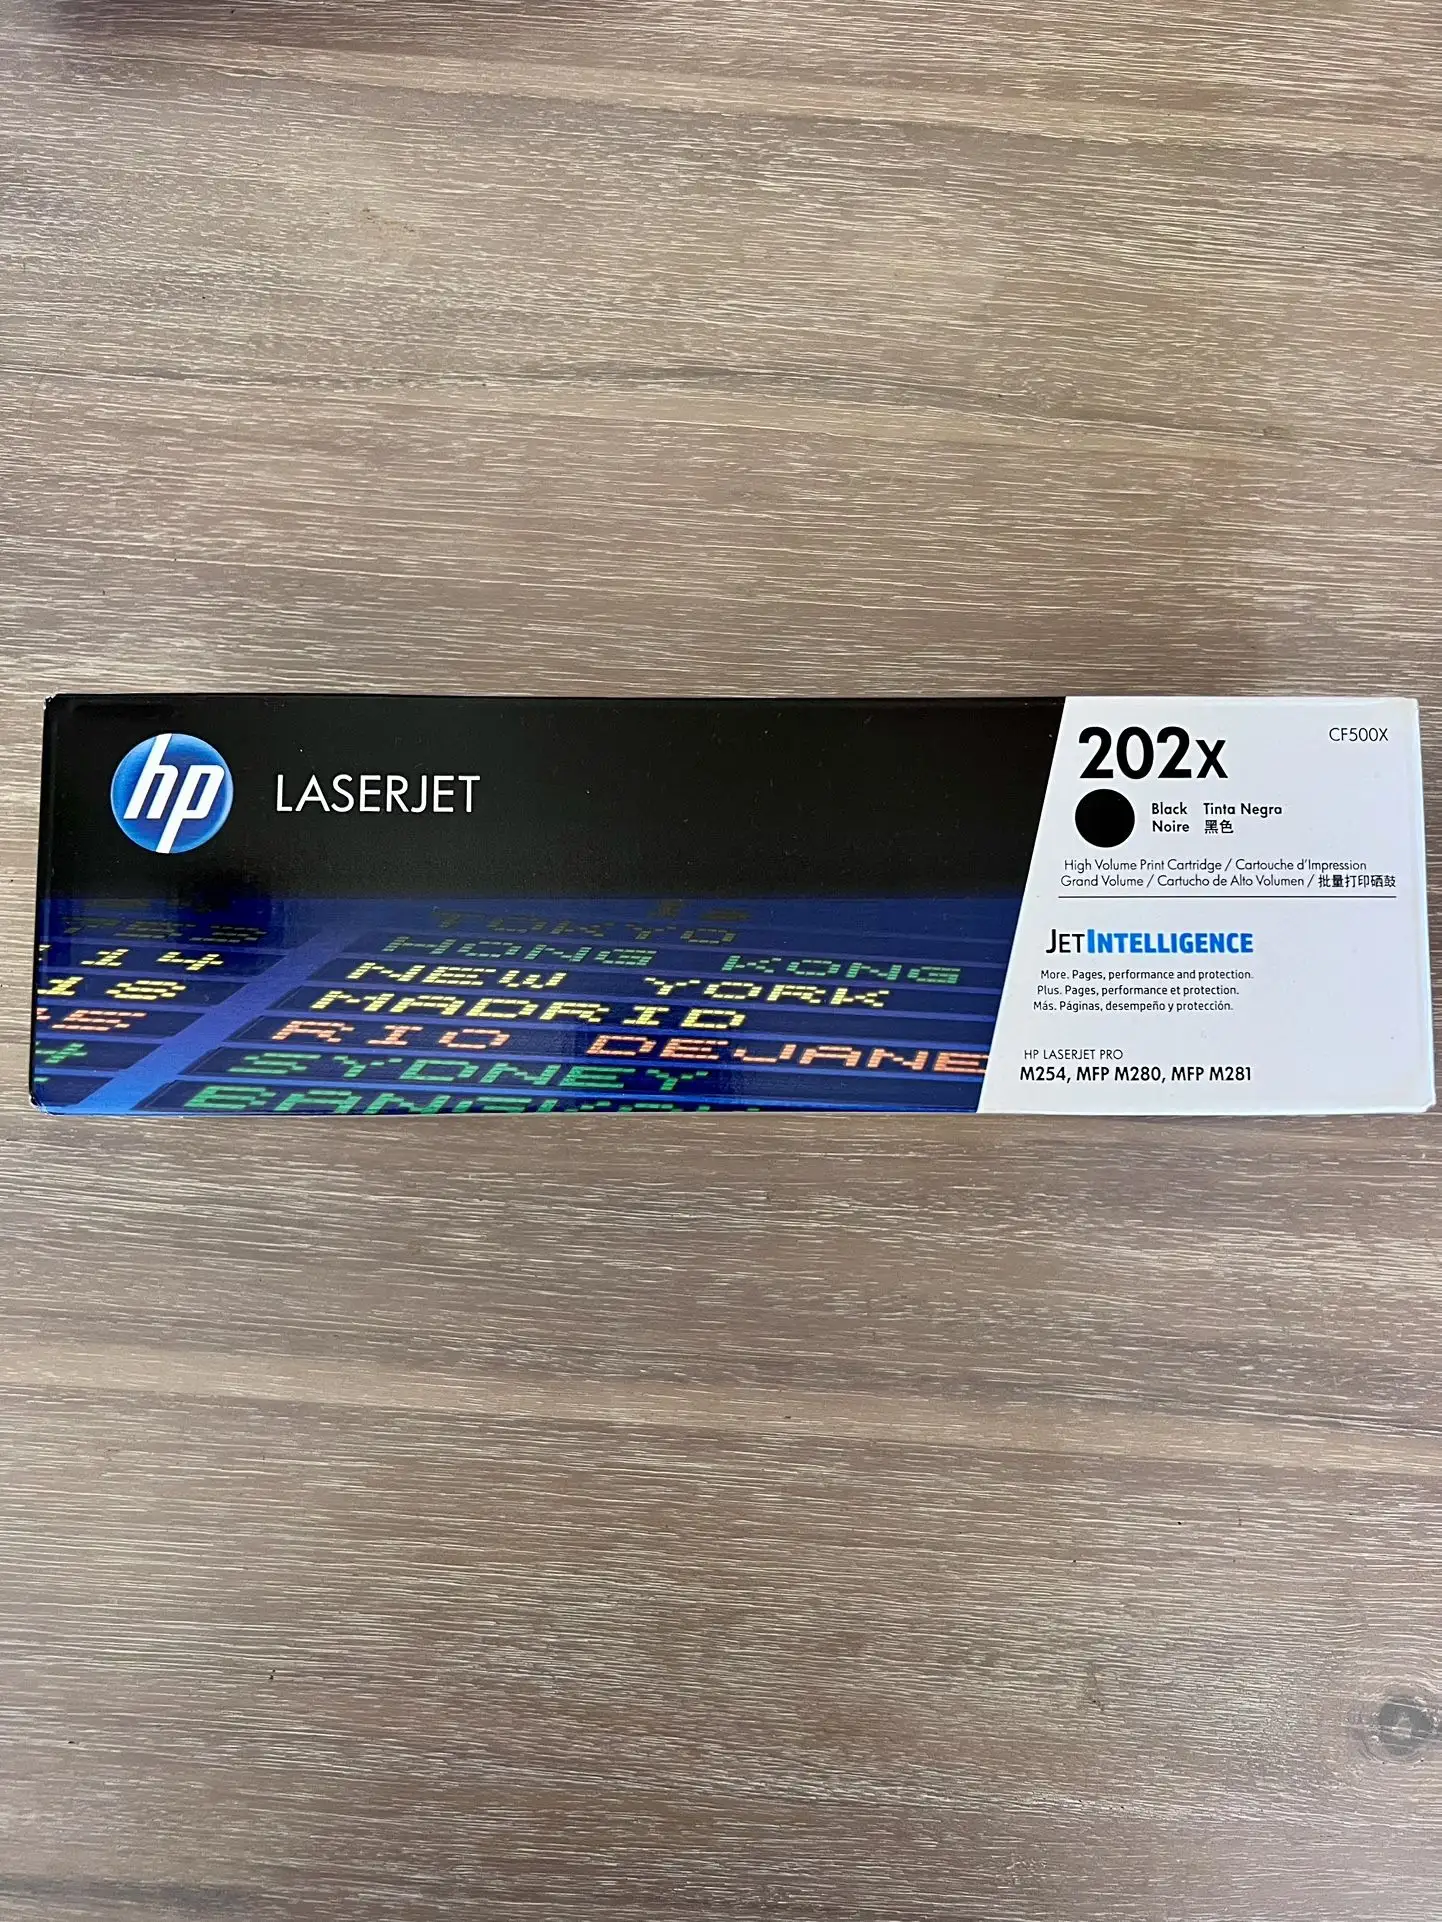 hp
LASERJET
202X
CF500X
Black Tinta Negra
Noire 黑色
High Volume Print Cartridge / Cartouche d'Impression
Grand Volume / Cartucho de Alto Volumen / 批量打印硒鼓
JETINTELLIGENCE
More. Pages, performance and protection.
Plus. Pages, performance et protection.
Más. Páginas, desempeño y protección.
HP LASERJET PRO
M254, MFP M280, MFP M281
TOKYO
HONG KONG
14 NEW YORK
18 MADRID
45 RIO DEJANE
SYDNEY